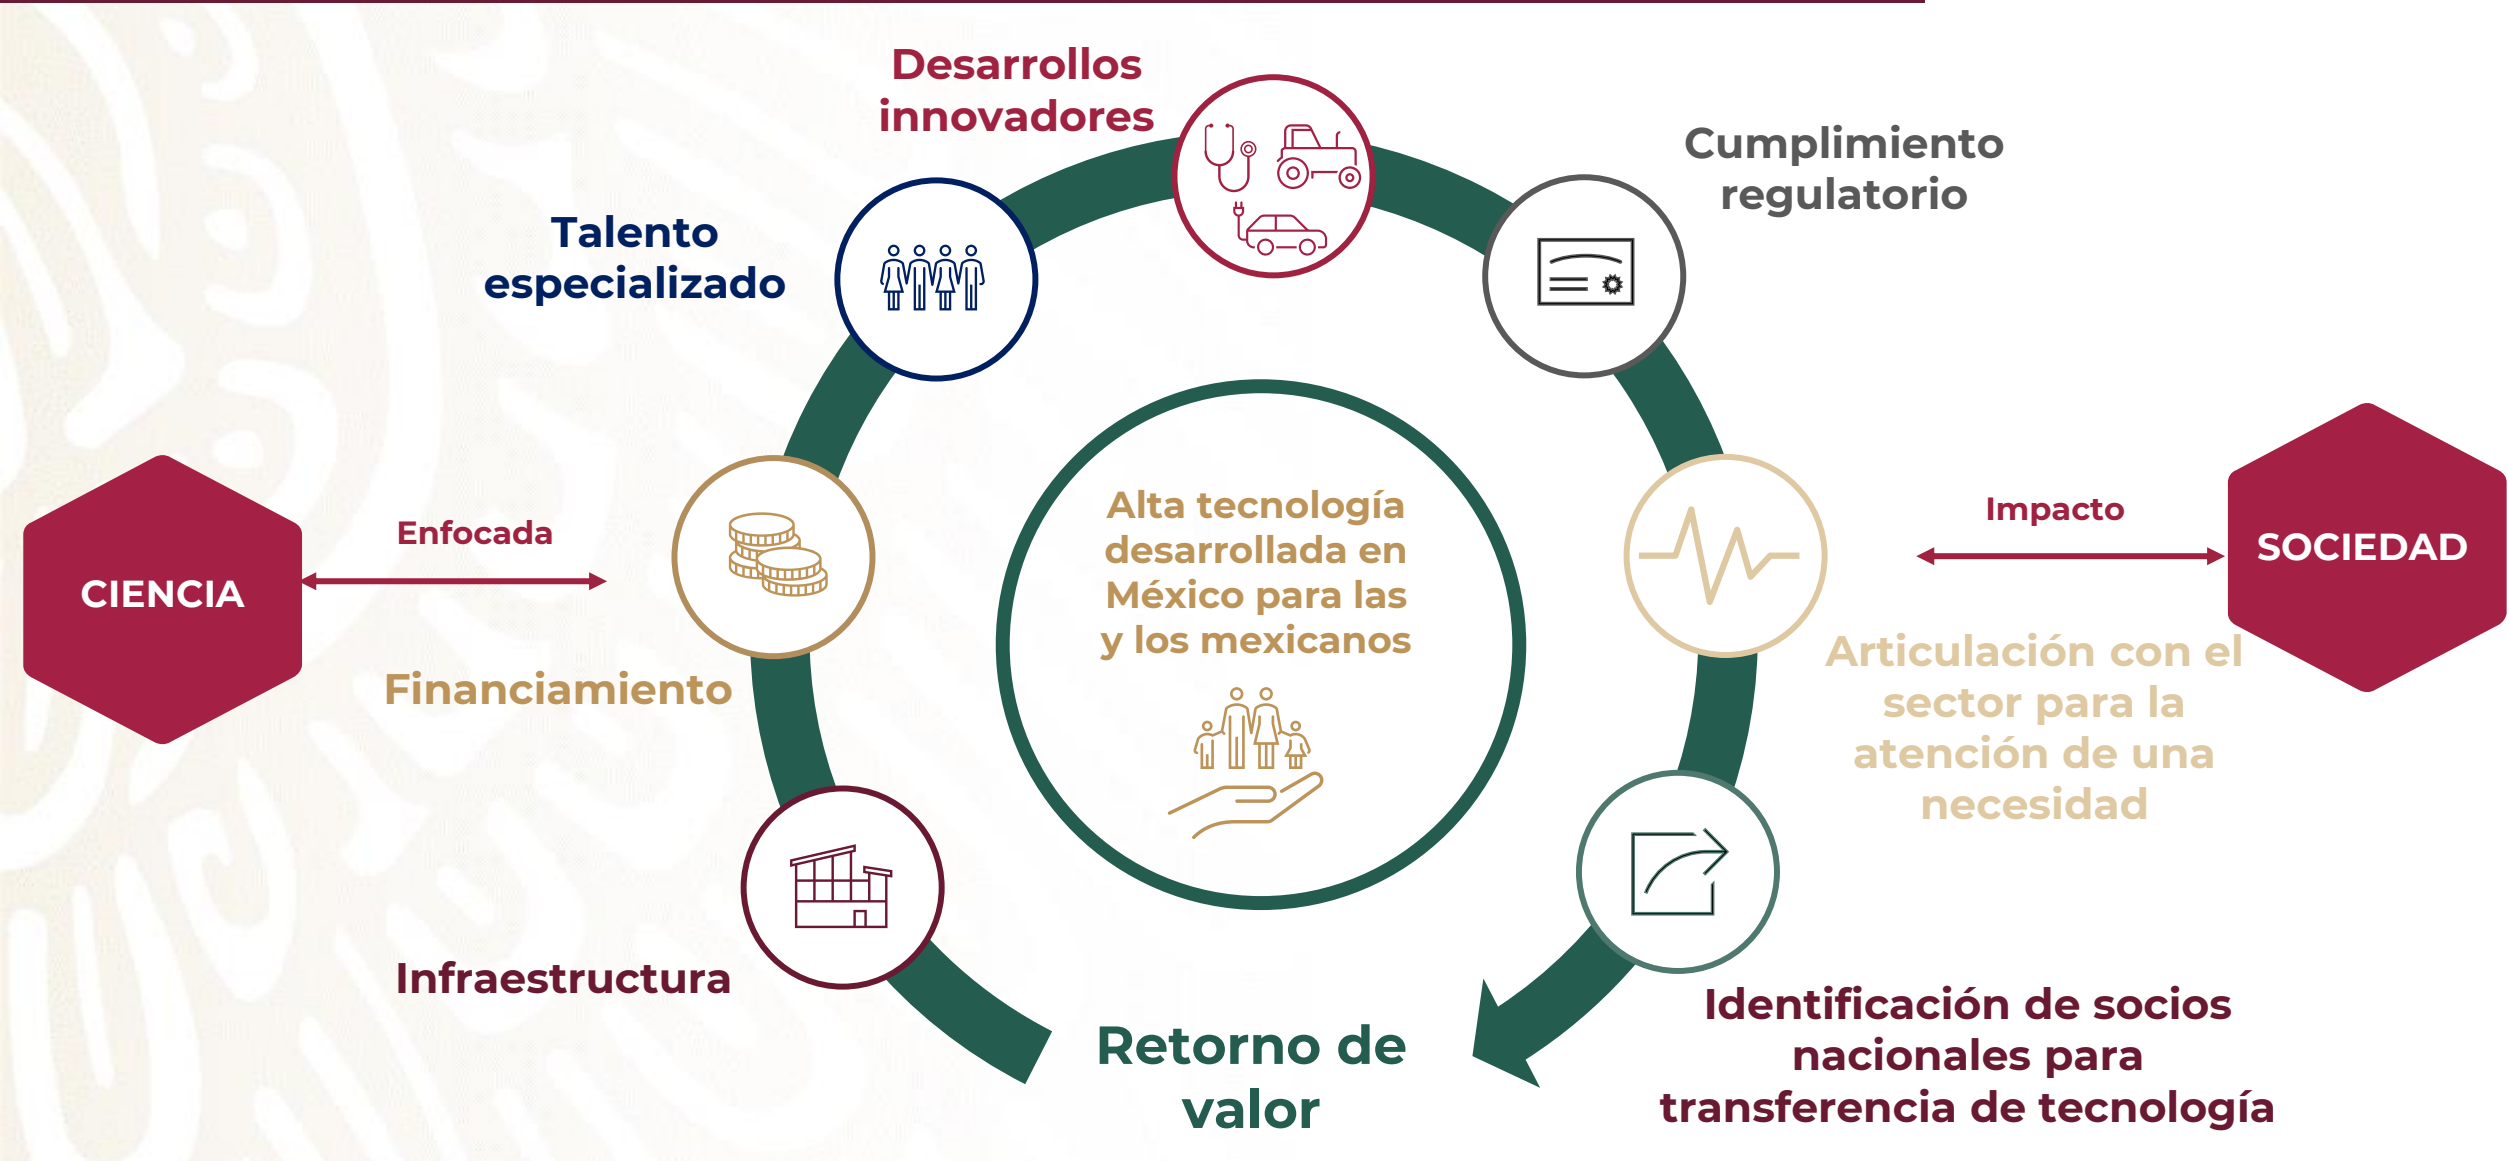 Desarrollos
innovadores
Cumplimiento
regulatorio
Talento
especializado
Alta tecnología
desarrollada en
México para las
y los mexicanos
Enfocada
CIENCIA
Impacto
SOCIEDAD
Financiamiento
Articulación con el
sector para la
atención de una
necesidad
Infraestructura
Identificación de socios
nacionales para
transferencia de tecnología
Retorno de
valor